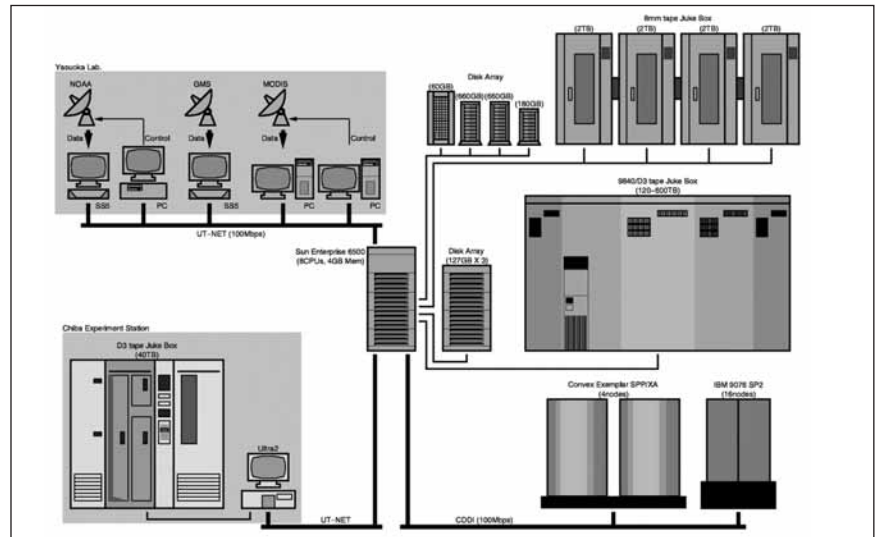 8mm tape Juke Box
(2TB) (2TB) (2TB) (2TB)
Yasuoka Lab.
NOAA GMS MODIS
Disk Array
(60GB) (660GB) (660GB) (180GB)
Data Control Data Data Control
SS5 PC SS5 PC PC
UT-NET (100Mbps)
9840/D3 tape Juke Box
(120-600TB)
Sun Enterprise 6500
(8CPUs, 4GB Mem)
Disk Array
(127GB X 3)
Chiba Experiment Station
D3 tape Juke Box
(40TB)
Ultra2
Convex Exemplar SPP/XA
(4nodes)
IBM 9076 SP2
(16nodes)
UT-NET
CDDI (100Mbps)